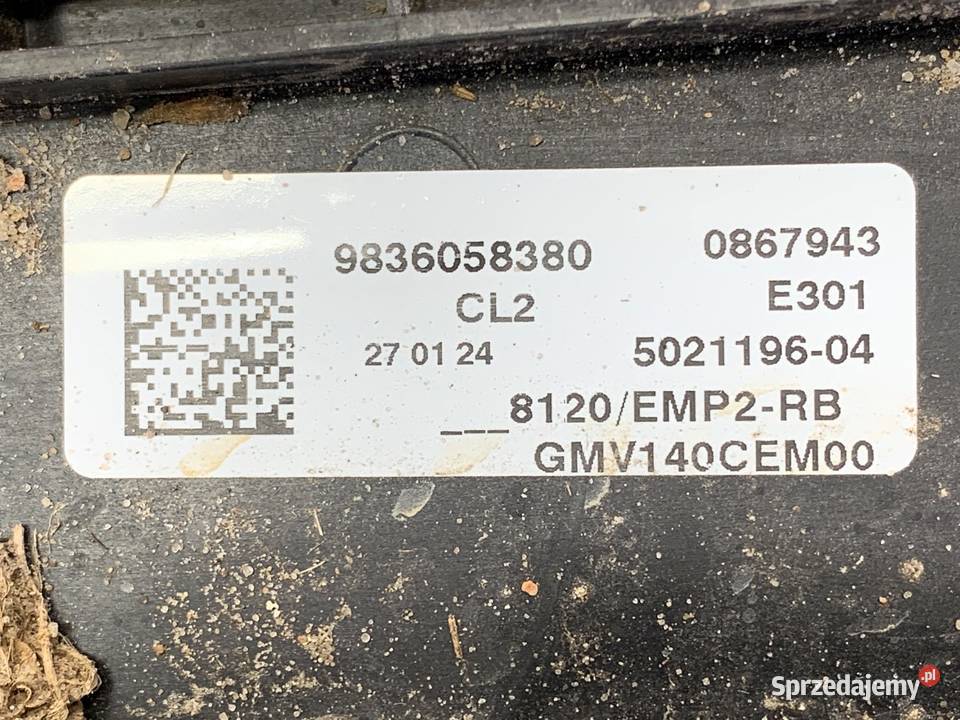 9836058380 0867943
CL2 E301
27 01 24 5021196-04
___8120/EMP2-RB
GMV140CEM00
Sprzedajemy.pl